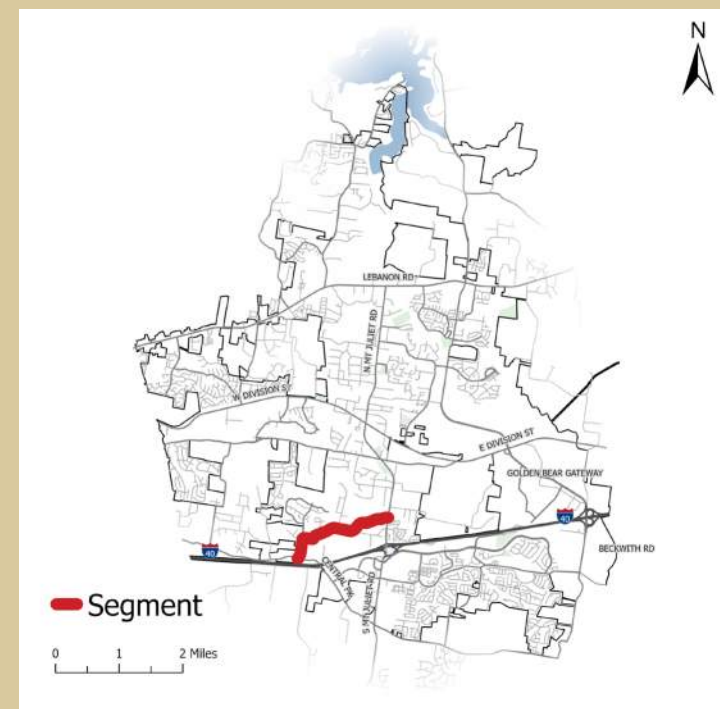 N
LEBANON RD
N MT JULIET RD
W DIVISION ST
E DIVISION ST
GOLDEN BEAR GATEWAY
40
40
BECKWITH RD
CENTRAL PIK
S MT JULIET RD
Segment
0 1 2 Miles